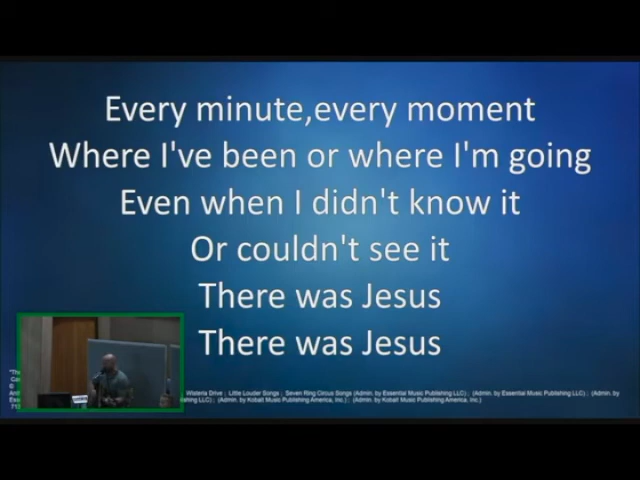 Every minute,every moment
Where I've been or where I'm going
Even when I didn't know it
Or couldn't see it
There was Jesus
There was Jesus
Wisteria Drive ; Little Louder Songs ; Seven Ring Circus Songs (Admin. by Essential Music Publishing LLC) ; (Admin. by Essential Music Publishing LLC) ; (Admin. by
(Admin. by Kobalt Music Publishing America, Inc.) ; (Admin. by Kobalt Music Publishing America, Inc.)